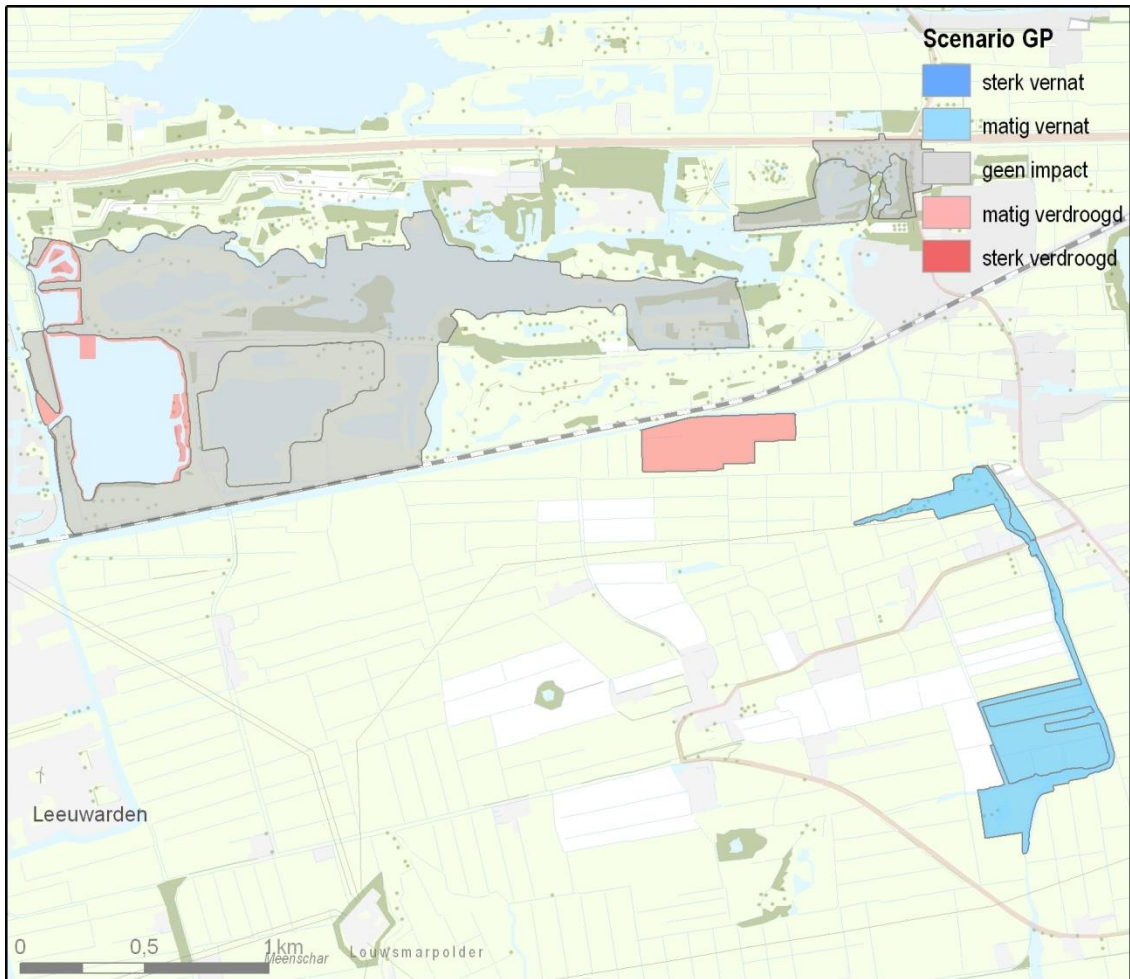 Scenario GP
sterk vernat
matig vernat
geen impact
matig verdroogd
sterk verdroogd
Leeuwarden
0 0,5 1 km
Meenschar
Louwsmarpolder